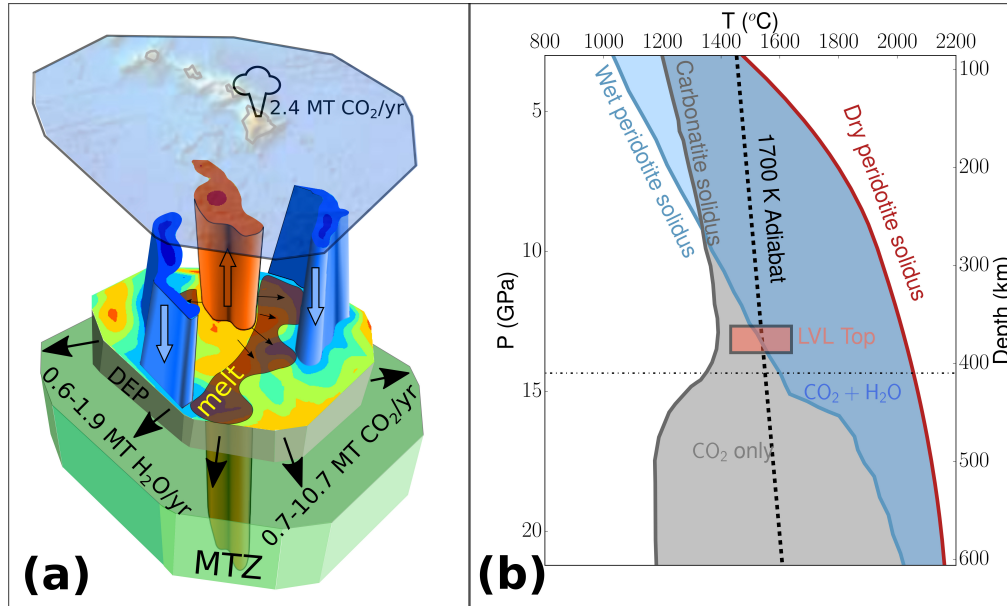 2.4 MT CO₂/yr
DEP
melt
0.6-1.9 MT H₂O/yr
0.7-10.7 MT CO₂/yr
MTZ
(a)
T (°C)
800 1000 1200 1400 1600 1800 2000 2200
P (GPa)
5
10
15
20
Depth (km)
100
200
300
400
500
600
Wet peridotite solidus
Carbonatite solidus
1700 K Adiabat
Dry peridotite solidus
LVL Top
CO₂ + H₂O
CO₂ only
(b)